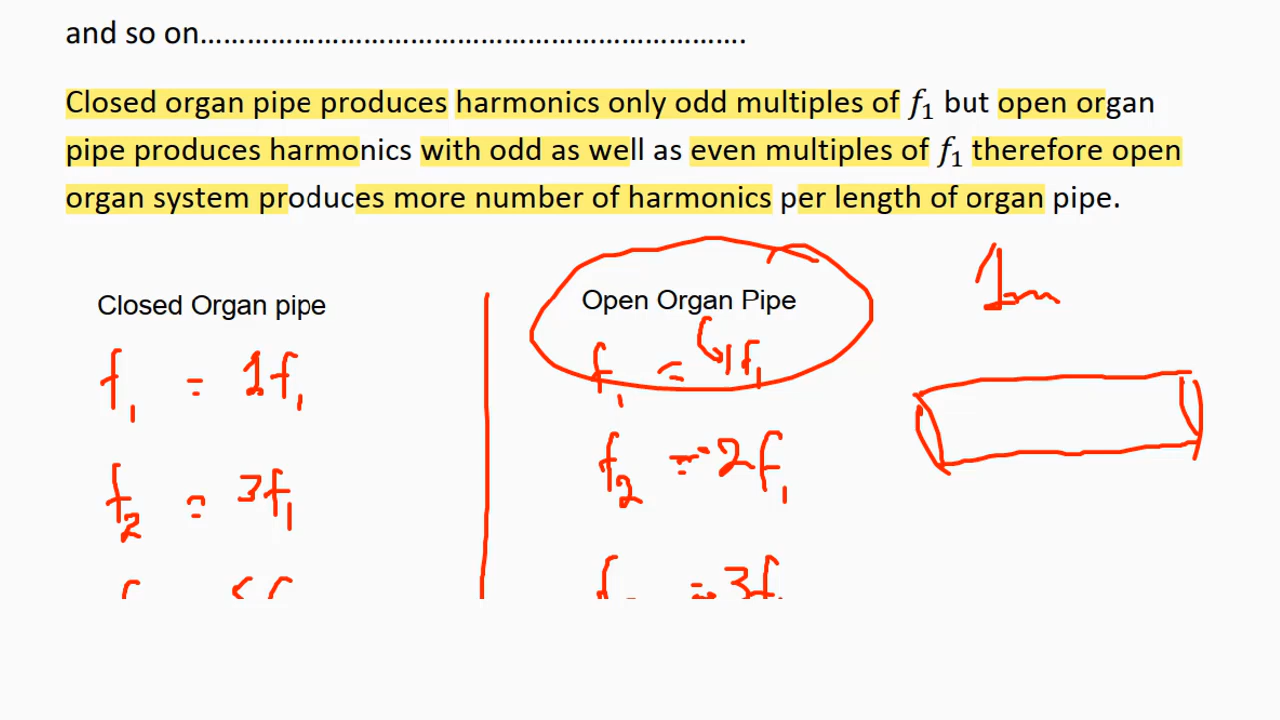 and so on…………………………………………………………………….
Closed organ pipe produces harmonics only odd multiples of f₁ but open organ
pipe produces harmonics with odd as well as even multiples of f₁ therefore open
organ system produces more number of harmonics per length of organ pipe.
1m
Closed Organ pipe
f₁ = 1f₁
f₂ = 3f₁
Open Organ Pipe
f₁ = 1f₁
f₂ = 2f₁
= 3f₁